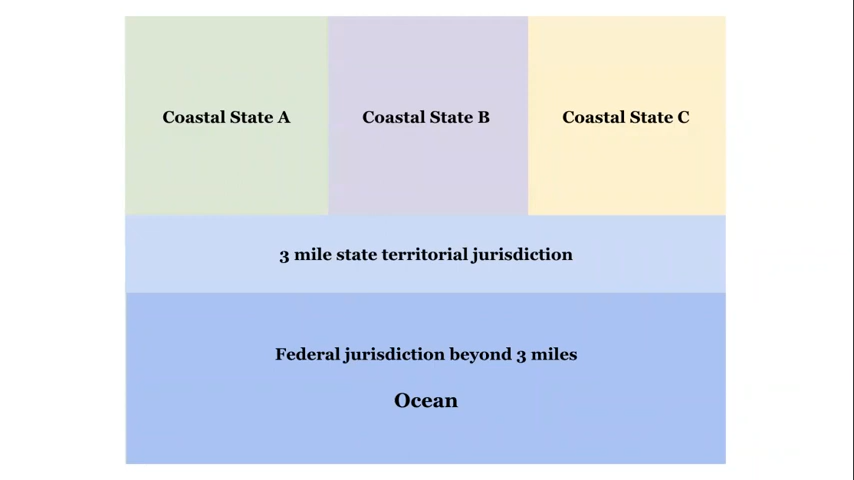 Coastal State A
Coastal State B
Coastal State C
3 mile state territorial jurisdiction
Federal jurisdiction beyond 3 miles
Ocean